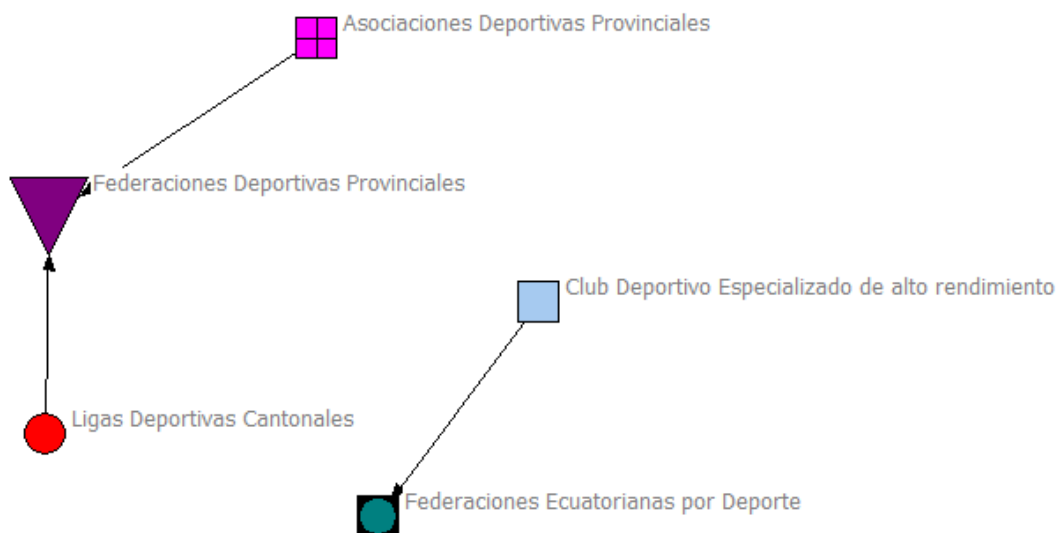 Asociaciones Deportivas Provinciales
Federaciones Deportivas Provinciales
Club Deportivo Especializado de alto rendimiento
Ligas Deportivas Cantonales
Federaciones Ecuatorianas por Deporte